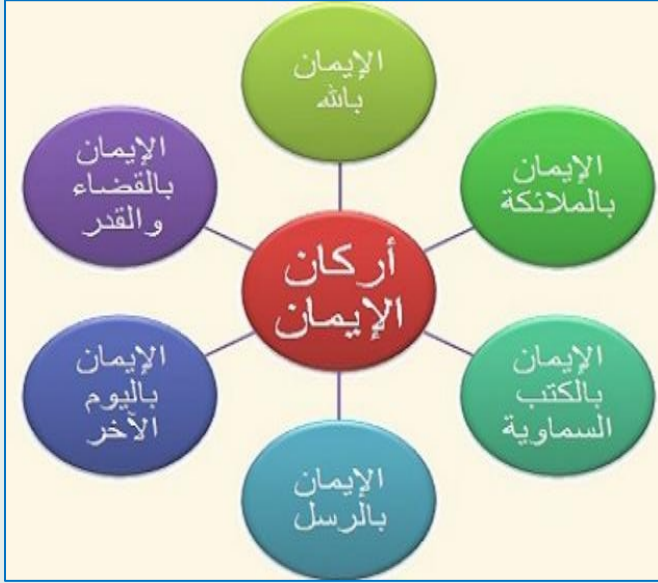 الإيمان
بالله
الإيمان
بالملائكة
الإيمان
بالكتب
السماوية
الإيمان
بالرسل
الإيمان
باليوم
الآخر
الإيمان
بالقضاء
والقدر
أركان
الإيمان